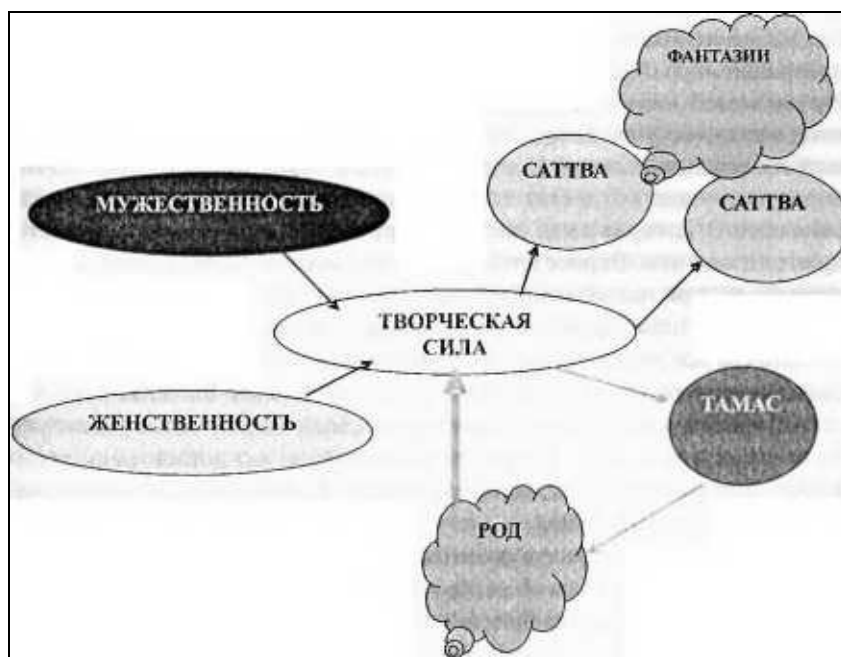 ФАНТАЗИИ
САТТВА
САТТВА
МУЖЕСТВЕННОСТЬ
ТВОРЧЕСКАЯ
СИЛА
ЖЕНСТВЕННОСТЬ
ТАМАС
РОД